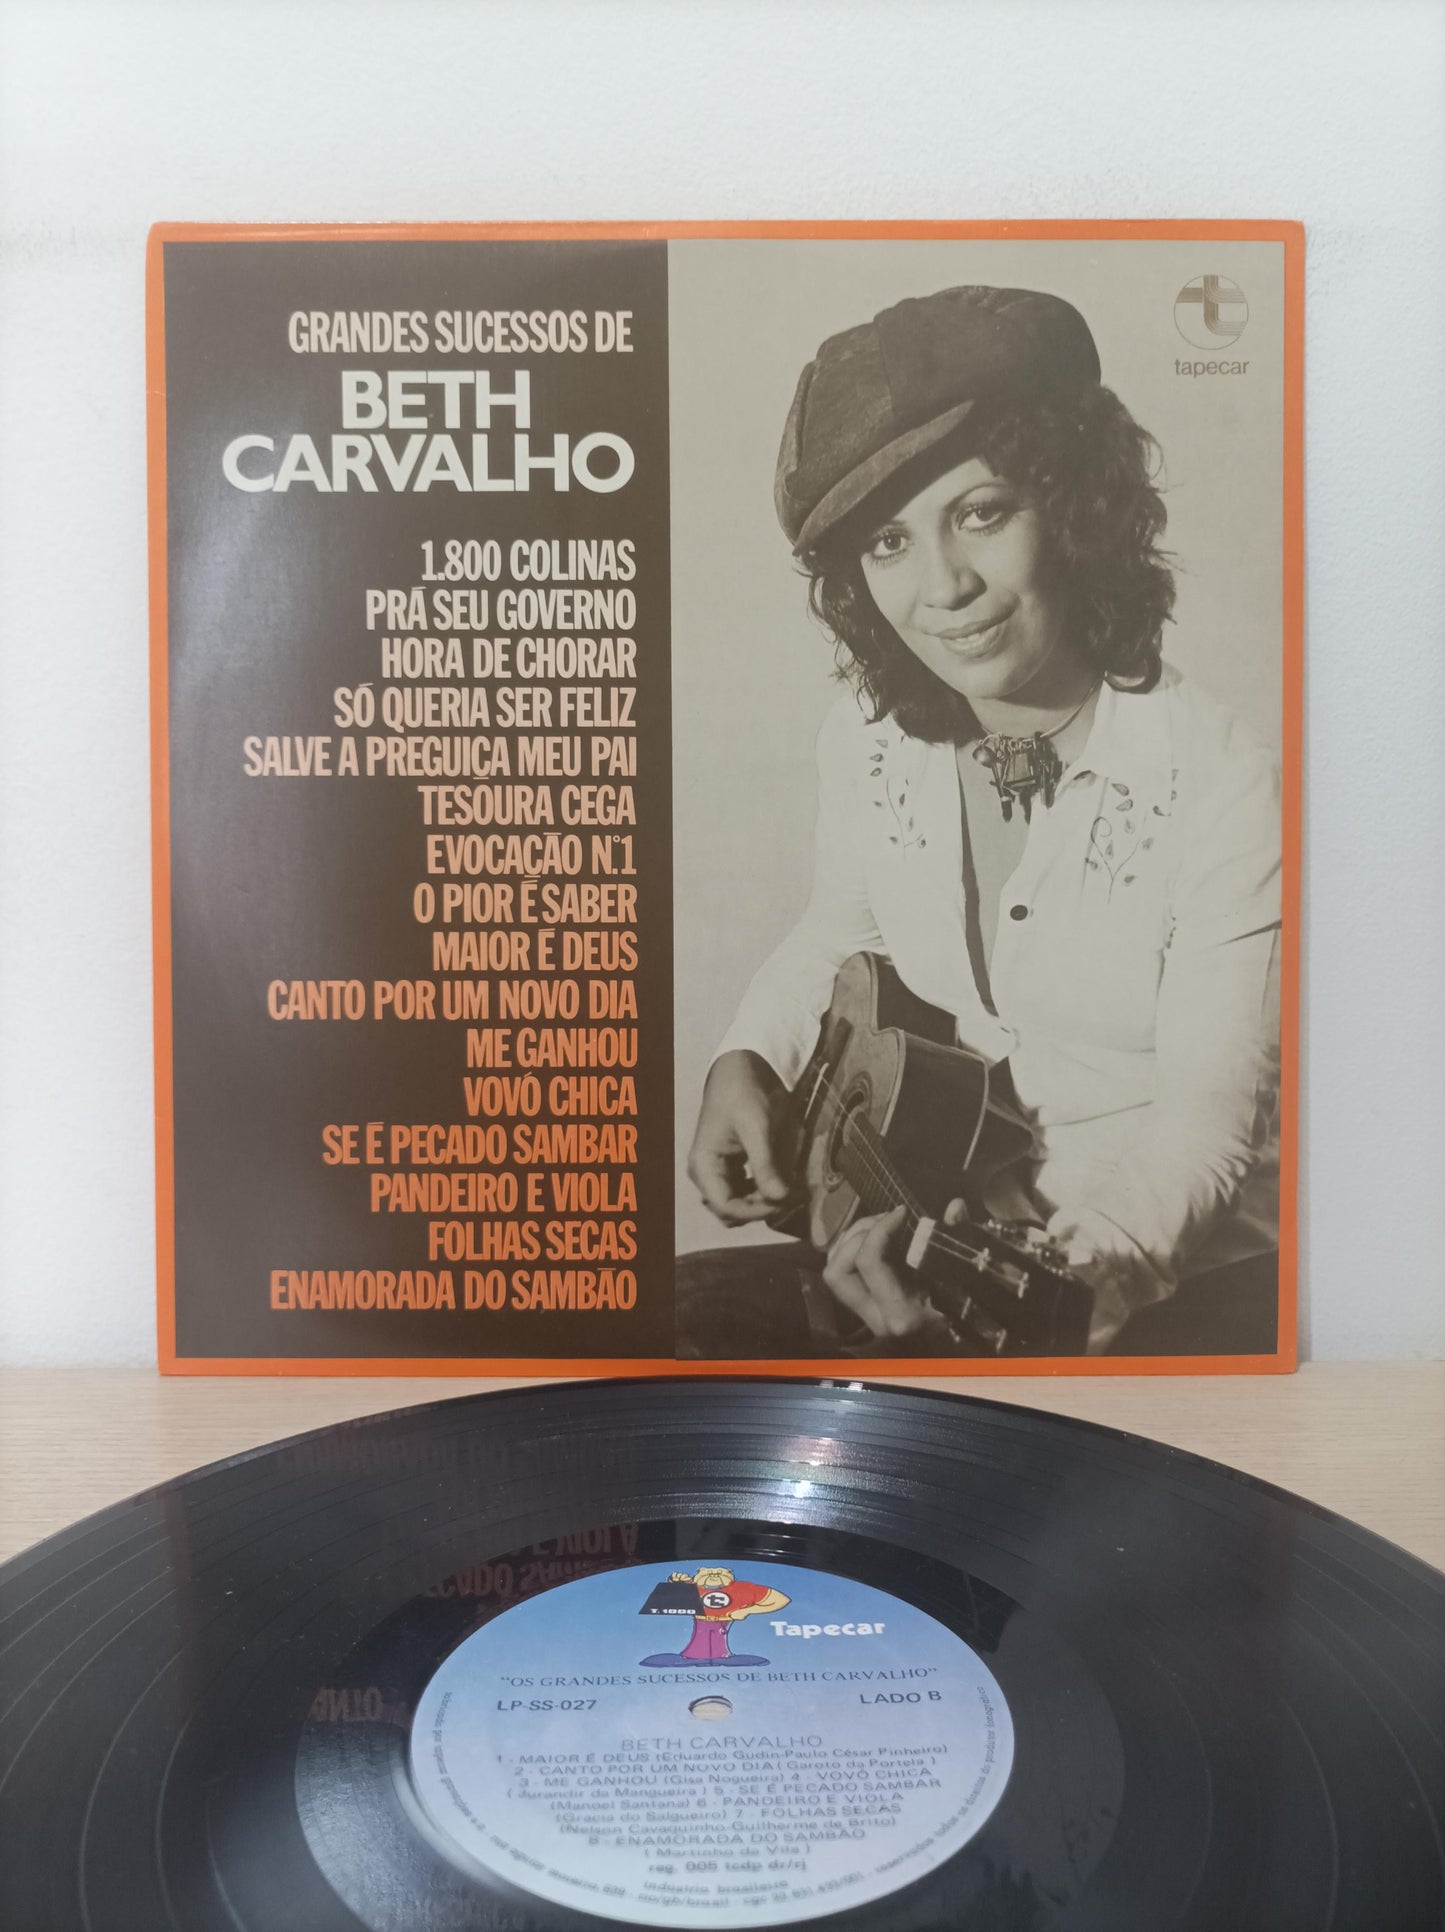 GRANDES SUCESSOS DE
BETH
CARVALHO
tapecar
1.800 COLINAS
PRÁ SEU GOVERNO
HORA DE CHORAR
SÓ QUERIA SER FELIZ
SALVE A PREGUIÇA MEU PAI
TESOURA CEGA
EVOCAÇÃO N.º1
O PIOR É SABER
MAIOR É DEUS
CANTO POR UM NOVO DIA
ME GANHOU
VOVÓ CHICA
SE É PECADO SAMBAR
PANDEIRO E VIOLA
FOLHAS SECAS
ENAMORADA DO SAMBÃO
T.1000
Tapecar
"OS GRANDES SUCESSOS DE BETH CARVALHO"
LP-SS-027 LADO B
BETH CARVALHO
1 - MAIOR É DEUS (Eduardo Gudin-Paulo César Pinheiro)
2 - CANTO POR UM NOVO DIA ( Garoto da Portela )
3 - ME GANHOU (Gisa Nogueira) 4 - VOVÓ CHICA
( Jurandir da Mangueira ) 5 - SE É PECADO SAMBAR
(Manoel Santana) 6 - PANDEIRO E VIOLA
(Gracia do Salgueiro) 7 - FOLHAS SECAS
(Nelson Cavaquinho-Guilherme de Brito)
8 - ENAMORADA DO SAMBÃO
( Martinho da Vila )
reg. 005 tcdp dr/rj
indústria brasileira